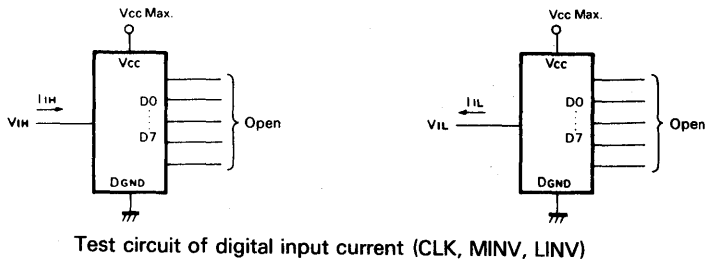 Vcc Max.
Vcc
IIH
VIH
D0
D7
Open
DGND
Vcc Max.
Vcc
IIL
VIL
D0
D7
Open
DGND
Test circuit of digital input current (CLK, MINV, LINV)